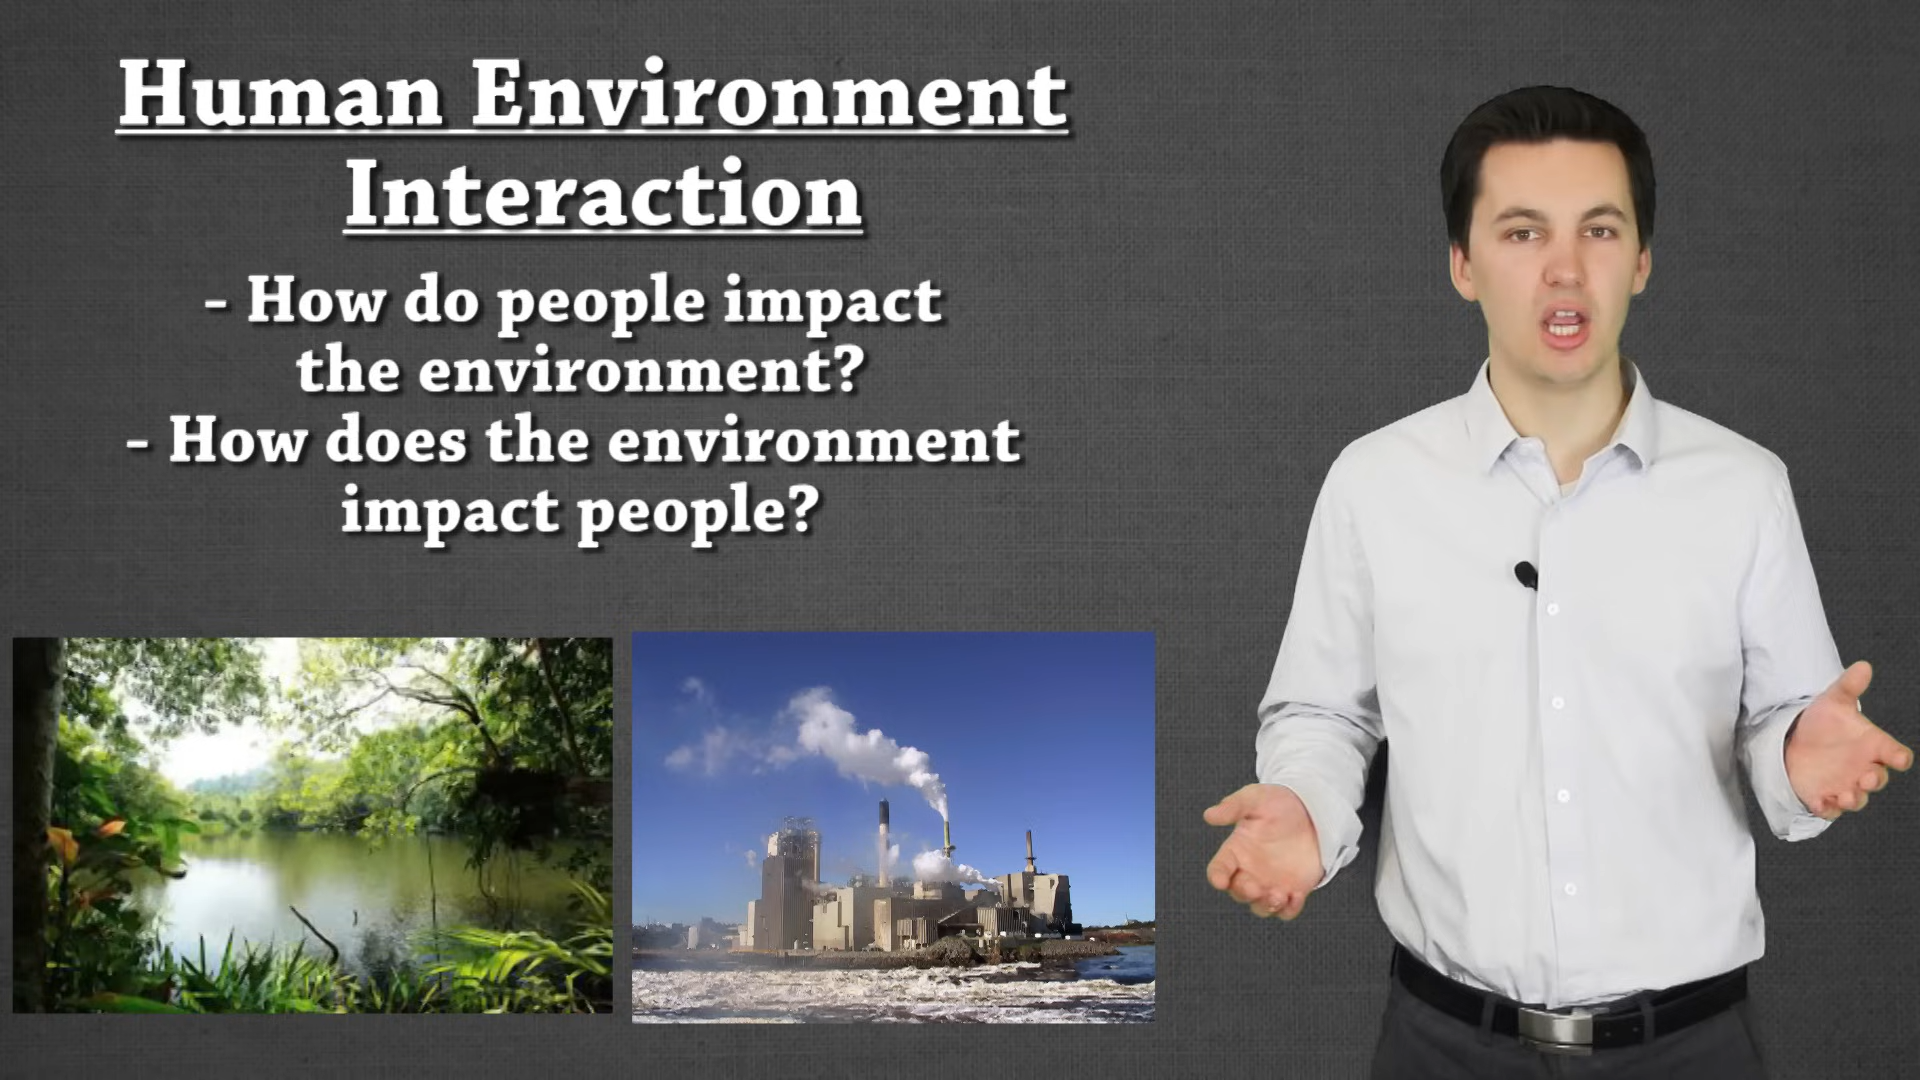 Human Environment
Interaction
- How do people impact
the environment?
- How does the environment
impact people?